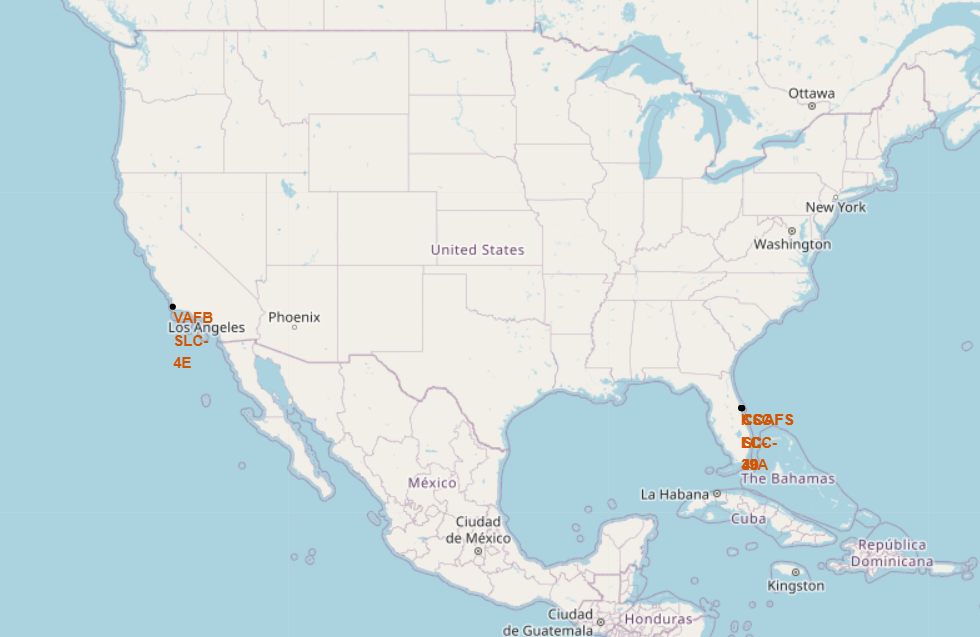 Ottawa
New York
United States
Washington
Phoenix
VAFB
SLC-
4E
Los Angeles
The Bahamas
México
La Habana
Cuba
Ciudad
de México
República
Dominicana
Kingston
Ciudad
de Guatemala
Honduras